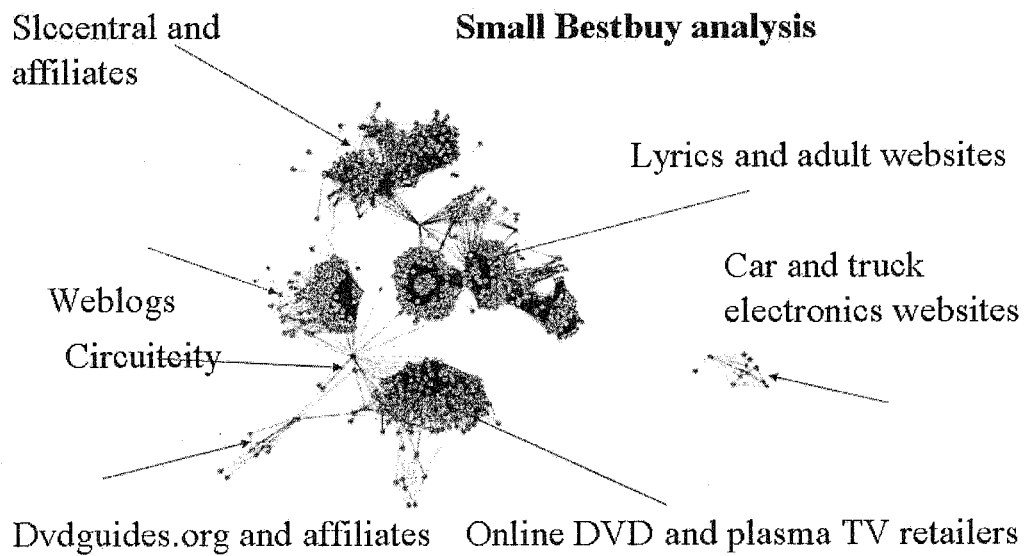 Small Bestbuy analysis
Slccentral and
affiliates
Lyrics and adult websites
Car and truck
electronics websites
Weblogs
Circuitcity
Dvdguides.org and affiliates
Online DVD and plasma TV retailers